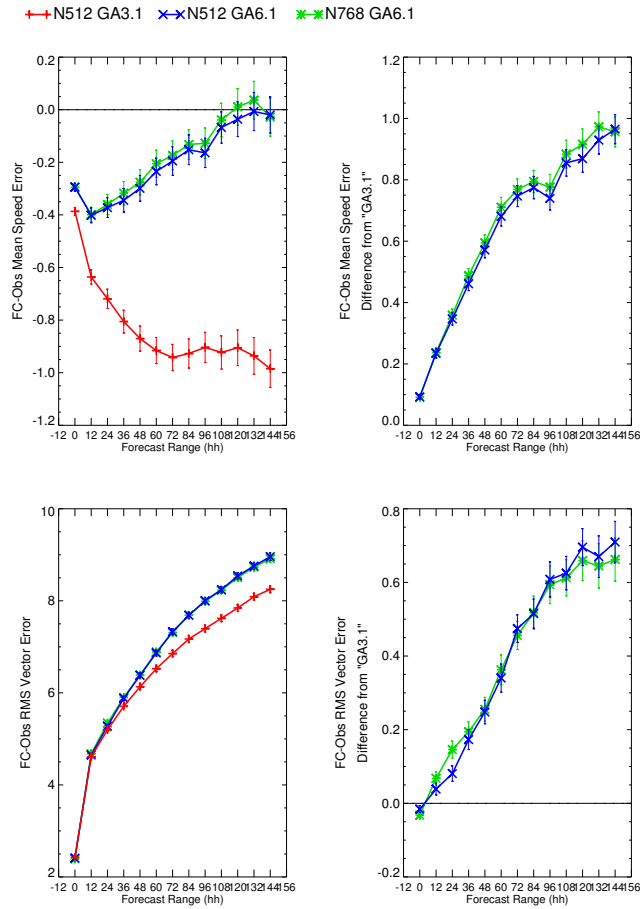 N512 GA3.1 N512 GA6.1 N768 GA6.1
0.2
0.0
-0.2
-0.4
-0.6
-0.8
-1.0
-1.2
FC-Obs Mean Speed Error
-12 0 12 24 36 48 60 72 84 96 108 120 132 144 156
Forecast Range (hh)
1.2
1.0
0.8
0.6
0.4
0.2
0.0
FC-Obs Mean Speed Error
Difference from "GA3.1"
-12 0 12 24 36 48 60 72 84 96 108 120 132 144 156
Forecast Range (hh)
10
8
6
4
2
FC-Obs RMS Vector Error
-12 0 12 24 36 48 60 72 84 96 108 120 132 144 156
Forecast Range (hh)
0.8
0.6
0.4
0.2
0.0
-0.2
FC-Obs RMS Vector Error
Difference from "GA3.1"
-12 0 12 24 36 48 60 72 84 96 108 120 132 144 156
Forecast Range (hh)